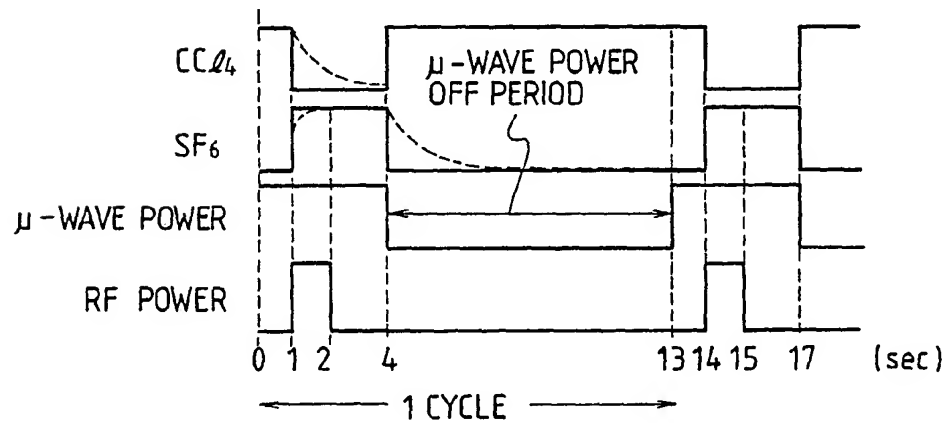 CCl4
μ-WAVE POWER
OFF PERIOD
SF6
μ-WAVE POWER
RF POWER
0 1 2 4 13 14 15 17 (sec)
1 CYCLE